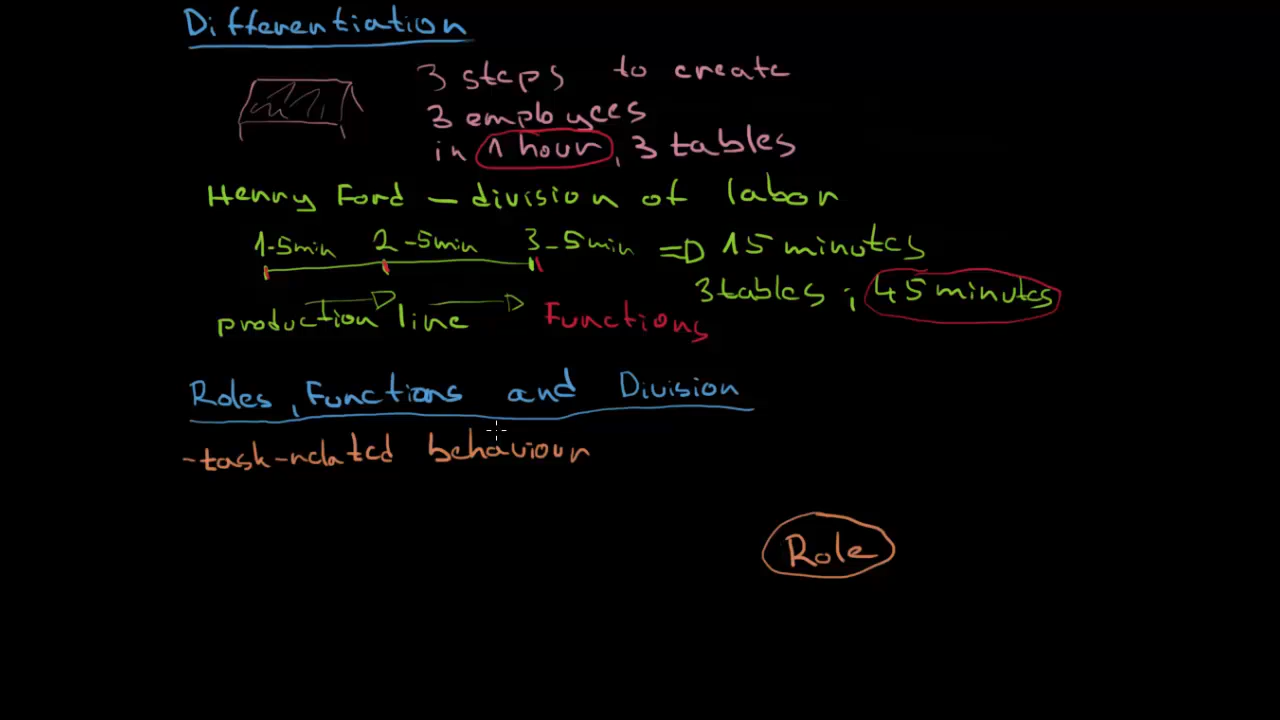 Differentiation
3 steps to create
3 employees
in 1 hour, 3 tables
Henry Ford - division of labor
1-5min 2-5min 3-5min => 15 minutes
3 tables ; 45 minutes
production line Functions
Roles, Functions and Division
-task-related behaviour
Role